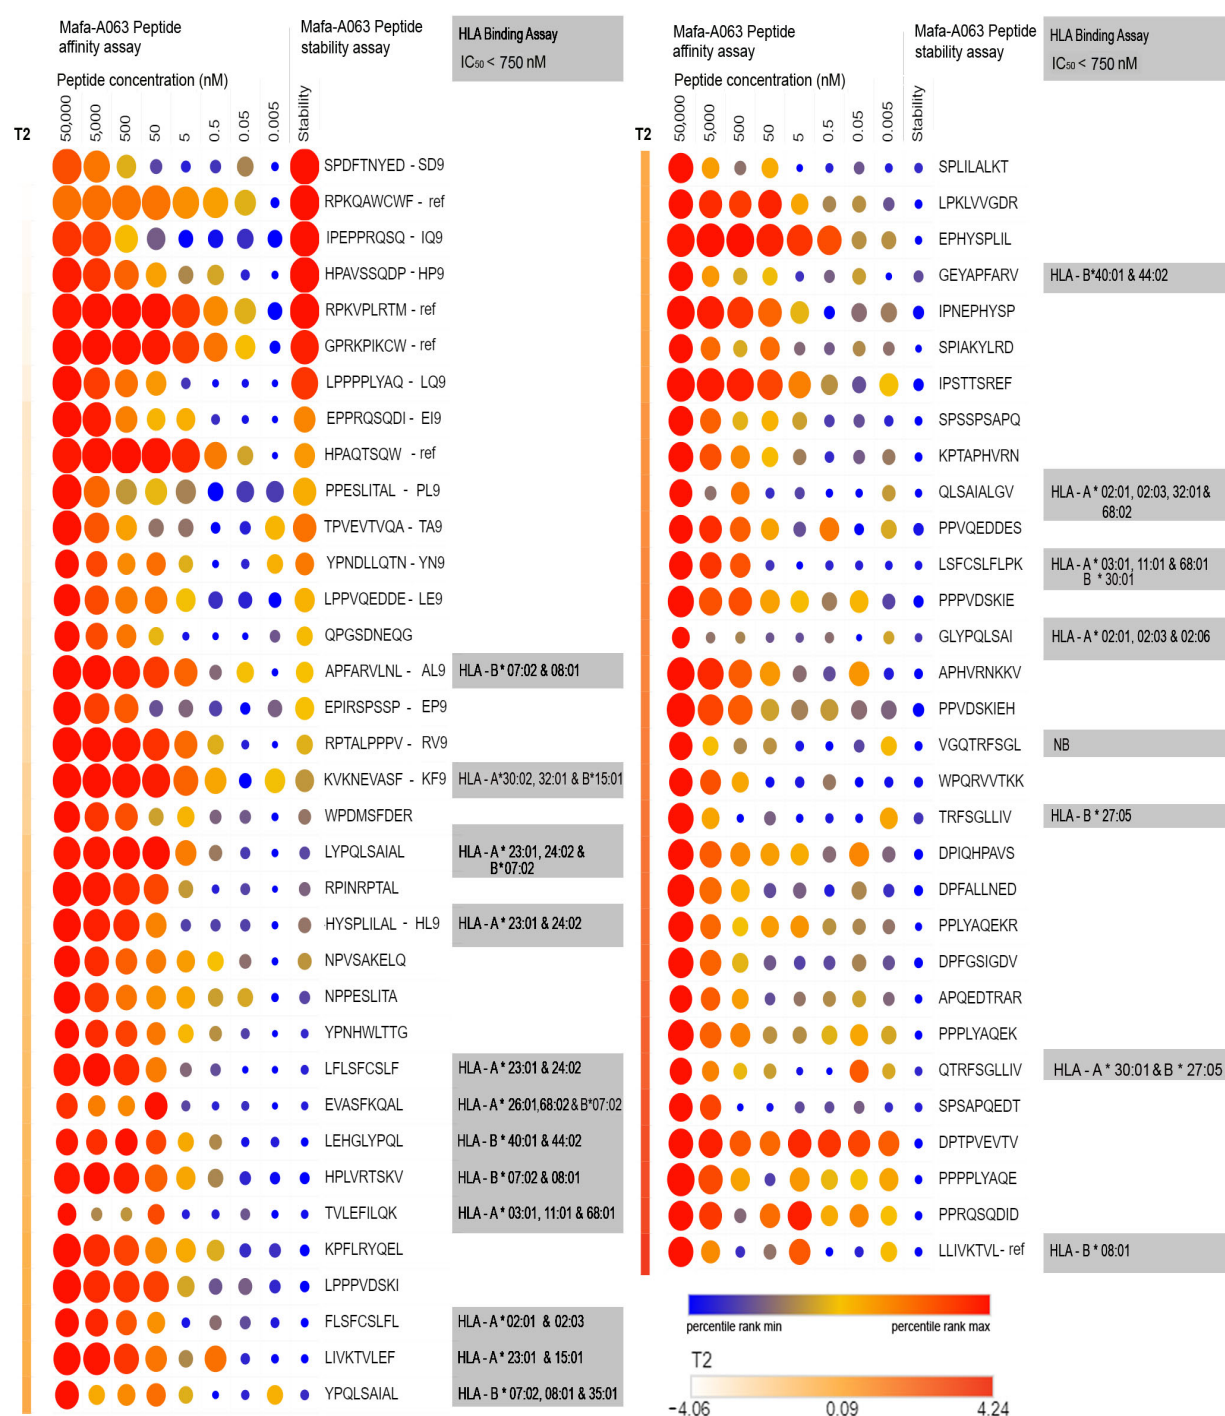 Mafa-A063 Peptide
affinity assay
Mafa-A063 Peptide
stability assay
HLA Binding Assay
IC₅₀ < 750 nM
Peptide concentration (nM)
T2
50,000
5,000
500
50
5
0.5
0.05
0.005
Stability
SPDFTNYED - SD9
RPKQAWCWF - ref
IPEPPRQSQ - IQ9
HPAVSSQDP - HP9
RPKVPLRTM - ref
GPRKPIKCW - ref
LPPPPLYAQ - LQ9
EPPRQSQDI - EI9
HPAQTSQW - ref
PPESLITAL - PL9
TPVEVTVQA - TA9
YPNDLLQTN - YN9
LPPVQEDDE - LE9
QPGSDNEQG
APFARVLNL - AL9 HLA - B* 07:02 & 08:01
EPIRSPSSP - EP9
RPTALPPPV - RV9
KVKNEVASF - KF9 HLA - A*30:02, 32:01 & B*15:01
WPDMSFDER
LYPQLSAIAL HLA - A* 23:01, 24:02 &
B*07:02
RPINRPTAL
HYSPLILAL - HL9 HLA - A* 23:01 & 24:02
NPVSAKELQ
NPPESLITA
YPNHWLTTG
LFLSFCSLF HLA - A * 23:01 & 24:02
EVASFKQAL HLA - A* 26:01,68:02 & B*07:02
LEHGLYPQL HLA - B * 40:01 & 44:02
HPLVRTSKV HLA - B * 07:02 & 08:01
TVLEFILQK HLA - A * 03:01, 11:01 & 68:01
KPFLRYQEL
LPPPVDSKI
FLSFCSLFL HLA - A * 02:01 & 02:03
LIVKTVLEF HLA - A * 23:01 & 15:01
YPQLSAIAL HLA - B * 07:02, 08:01 & 35:01
Mafa-A063 Peptide
affinity assay
Mafa-A063 Peptide
stability assay
HLA Binding Assay
IC₅₀ < 750 nM
Peptide concentration (nM)
T2
50,000
5,000
500
50
5
0.5
0.05
0.005
Stability
SPLILALKT
LPKLVVGDR
EPHYSPLIL
GEYAPFARV HLA - B*40:01 & 44:02
IPNEPHYSP
SPIAKYLRD
IPSTTSREF
SPSSPSAPQ
KPTAPHVRN
QLSAIALGV HLA - A * 02:01, 02:03, 32:01&
68:02
PPVQEDDES
LSFCSLFLPK HLA - A * 03:01, 11:01 & 68:01
B * 30:01
PPPVDSKIE
GLYPQLSAI HLA - A * 02:01, 02:03 & 02:06
APHVRNKKV
PPVDSKIEH
VGQTRFSGL NB
WPQRVVTKK
TRFSGLLIV HLA - B * 27:05
DPIQHPAVS
DPFALLNED
PPLYAQEKR
DPFGSIGDV
APQEDTRAR
PPPLYAQEK
QTRFSGLLIV HLA - A * 30:01 & B * 27:05
SPSAPQEDT
DPTPVEVTV
PPPPLYAQE
PPRQSQDID
LLIVKTVL- ref HLA - B * 08:01
percentile rank min percentile rank max
T2
−4.06 0.09 4.24